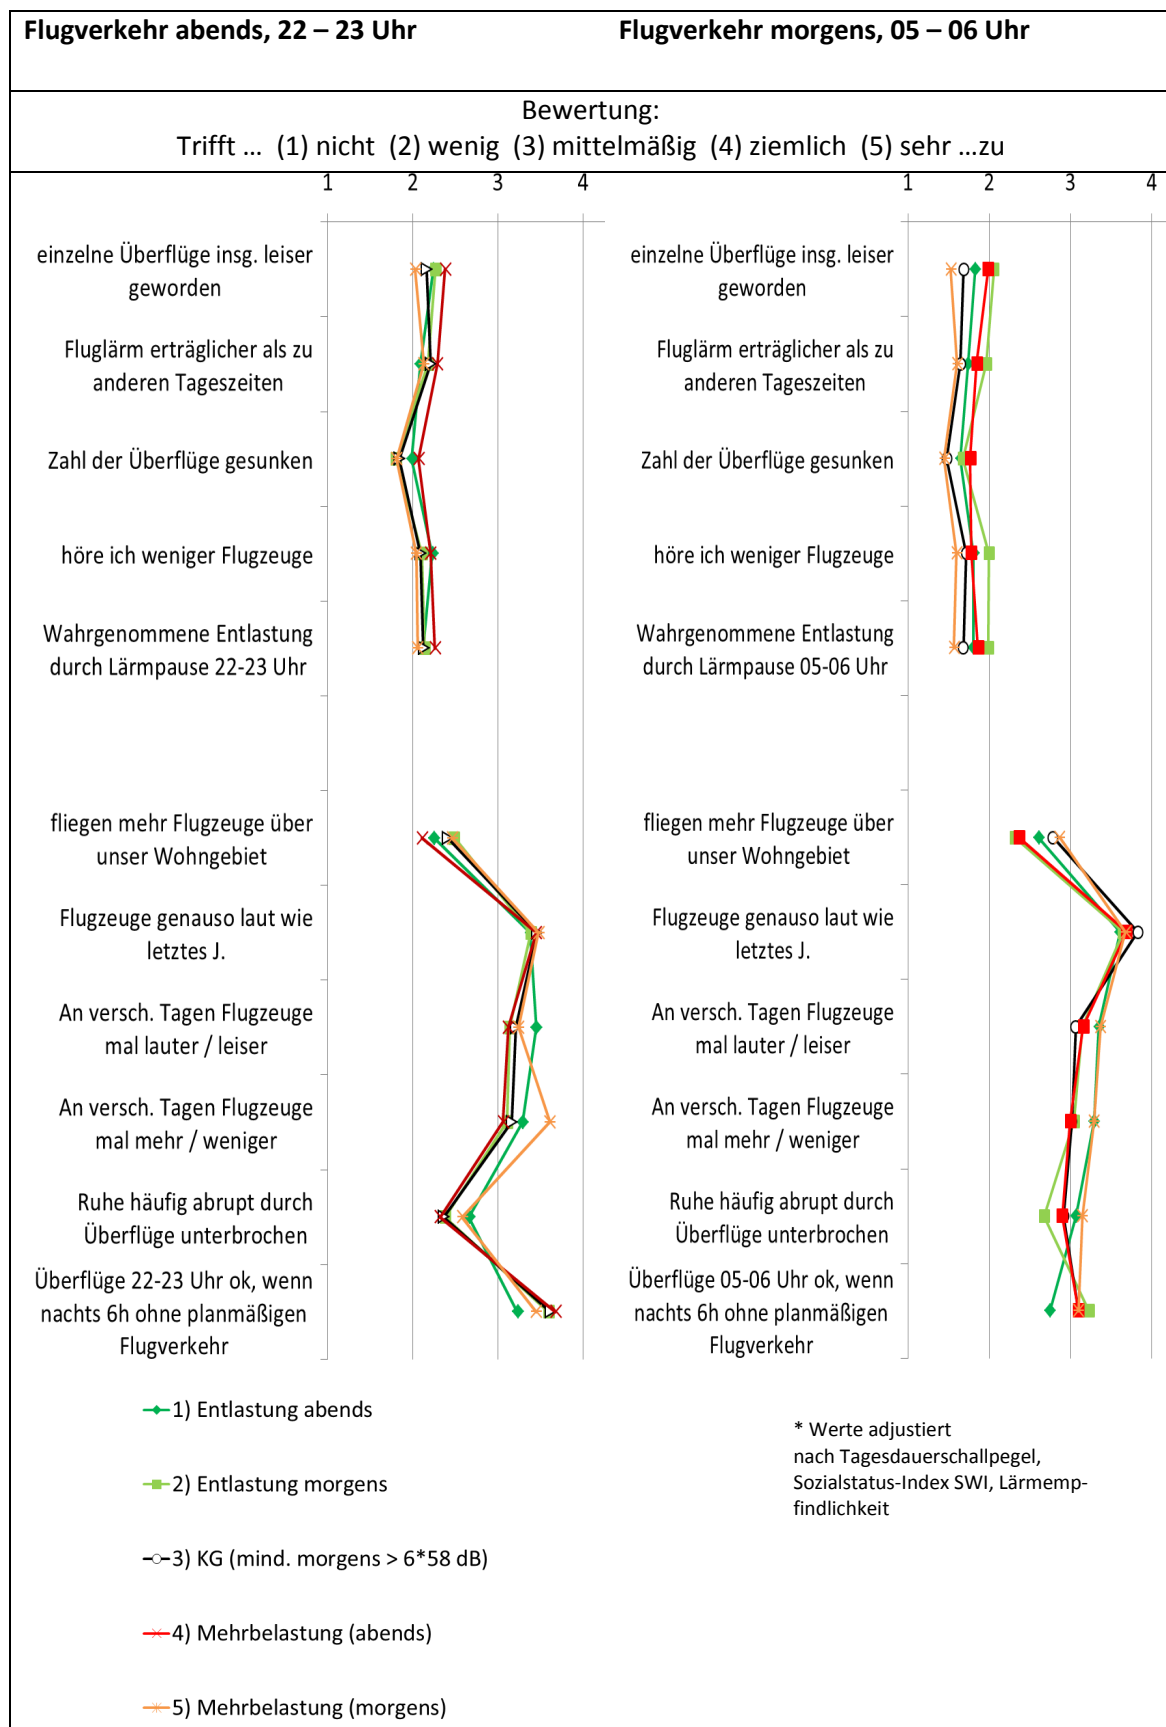 Flugverkehr abends, 22 – 23 Uhr
Flugverkehr morgens, 05 – 06 Uhr
Bewertung:
Trifft ... (1) nicht (2) wenig (3) mittelmäßig (4) ziemlich (5) sehr ...zu
1 2 3 4
einzelne Überflüge insg. leiser
geworden
Fluglärm erträglicher als zu
anderen Tageszeiten
Zahl der Überflüge gesunken
höre ich weniger Flugzeuge
Wahrgenommene Entlastung
durch Lärmpause 22-23 Uhr
fliegen mehr Flugzeuge über
unser Wohngebiet
Flugzeuge genauso laut wie
letztes J.
An versch. Tagen Flugzeuge
mal lauter / leiser
An versch. Tagen Flugzeuge
mal mehr / weniger
Ruhe häufig abrupt durch
Überflüge unterbrochen
Überflüge 22-23 Uhr ok, wenn
nachts 6h ohne planmäßigen
Flugverkehr
1 2 3 4
einzelne Überflüge insg. leiser
geworden
Fluglärm erträglicher als zu
anderen Tageszeiten
Zahl der Überflüge gesunken
höre ich weniger Flugzeuge
Wahrgenommene Entlastung
durch Lärmpause 05-06 Uhr
fliegen mehr Flugzeuge über
unser Wohngebiet
Flugzeuge genauso laut wie
letztes J.
An versch. Tagen Flugzeuge
mal lauter / leiser
An versch. Tagen Flugzeuge
mal mehr / weniger
Ruhe häufig abrupt durch
Überflüge unterbrochen
Überflüge 05-06 Uhr ok, wenn
nachts 6h ohne planmäßigen
Flugverkehr
1) Entlastung abends
2) Entlastung morgens
3) KG (mind. morgens > 6*58 dB)
4) Mehrbelastung (abends)
5) Mehrbelastung (morgens)
* Werte adjustiert
nach Tagesdauerschallpegel,
Sozialstatus-Index SWI, Lärmemp-
findlichkeit